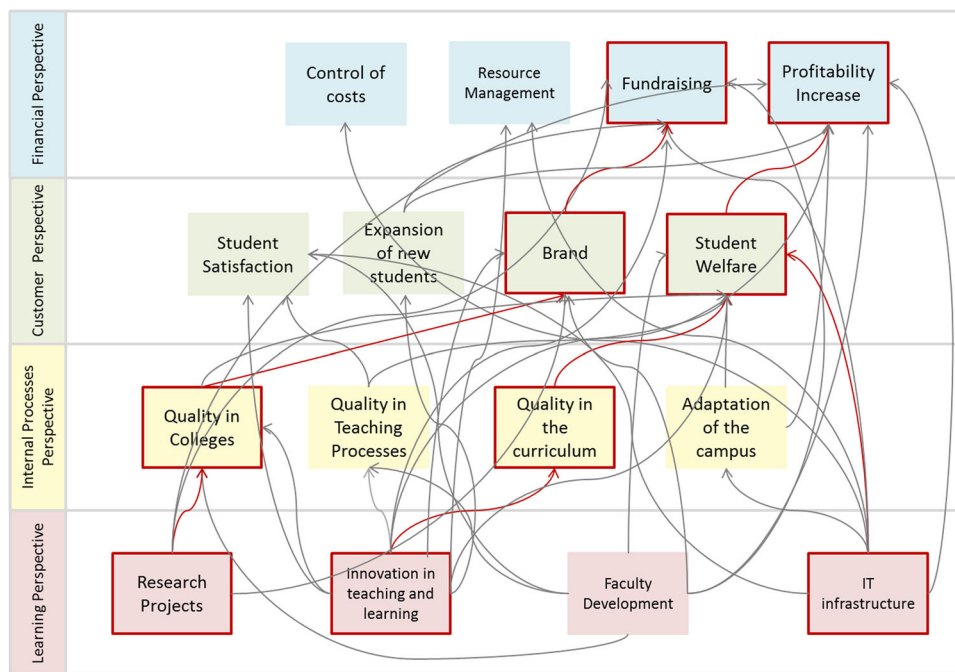 Financial Perspective
Control of
costs
Resource
Management
Fundraising
Profitability
Increase
Customer Perspective
Student
Satisfaction
Expansion
of new
students
Brand
Student
Welfare
Internal Processes
Perspective
Quality in
Colleges
Quality in
Teaching
Processes
Quality in
the
curriculum
Adaptation
of the
campus
Learning Perspective
Research
Projects
Innovation in
teaching and
learning
Faculty
Development
IT
infrastructure